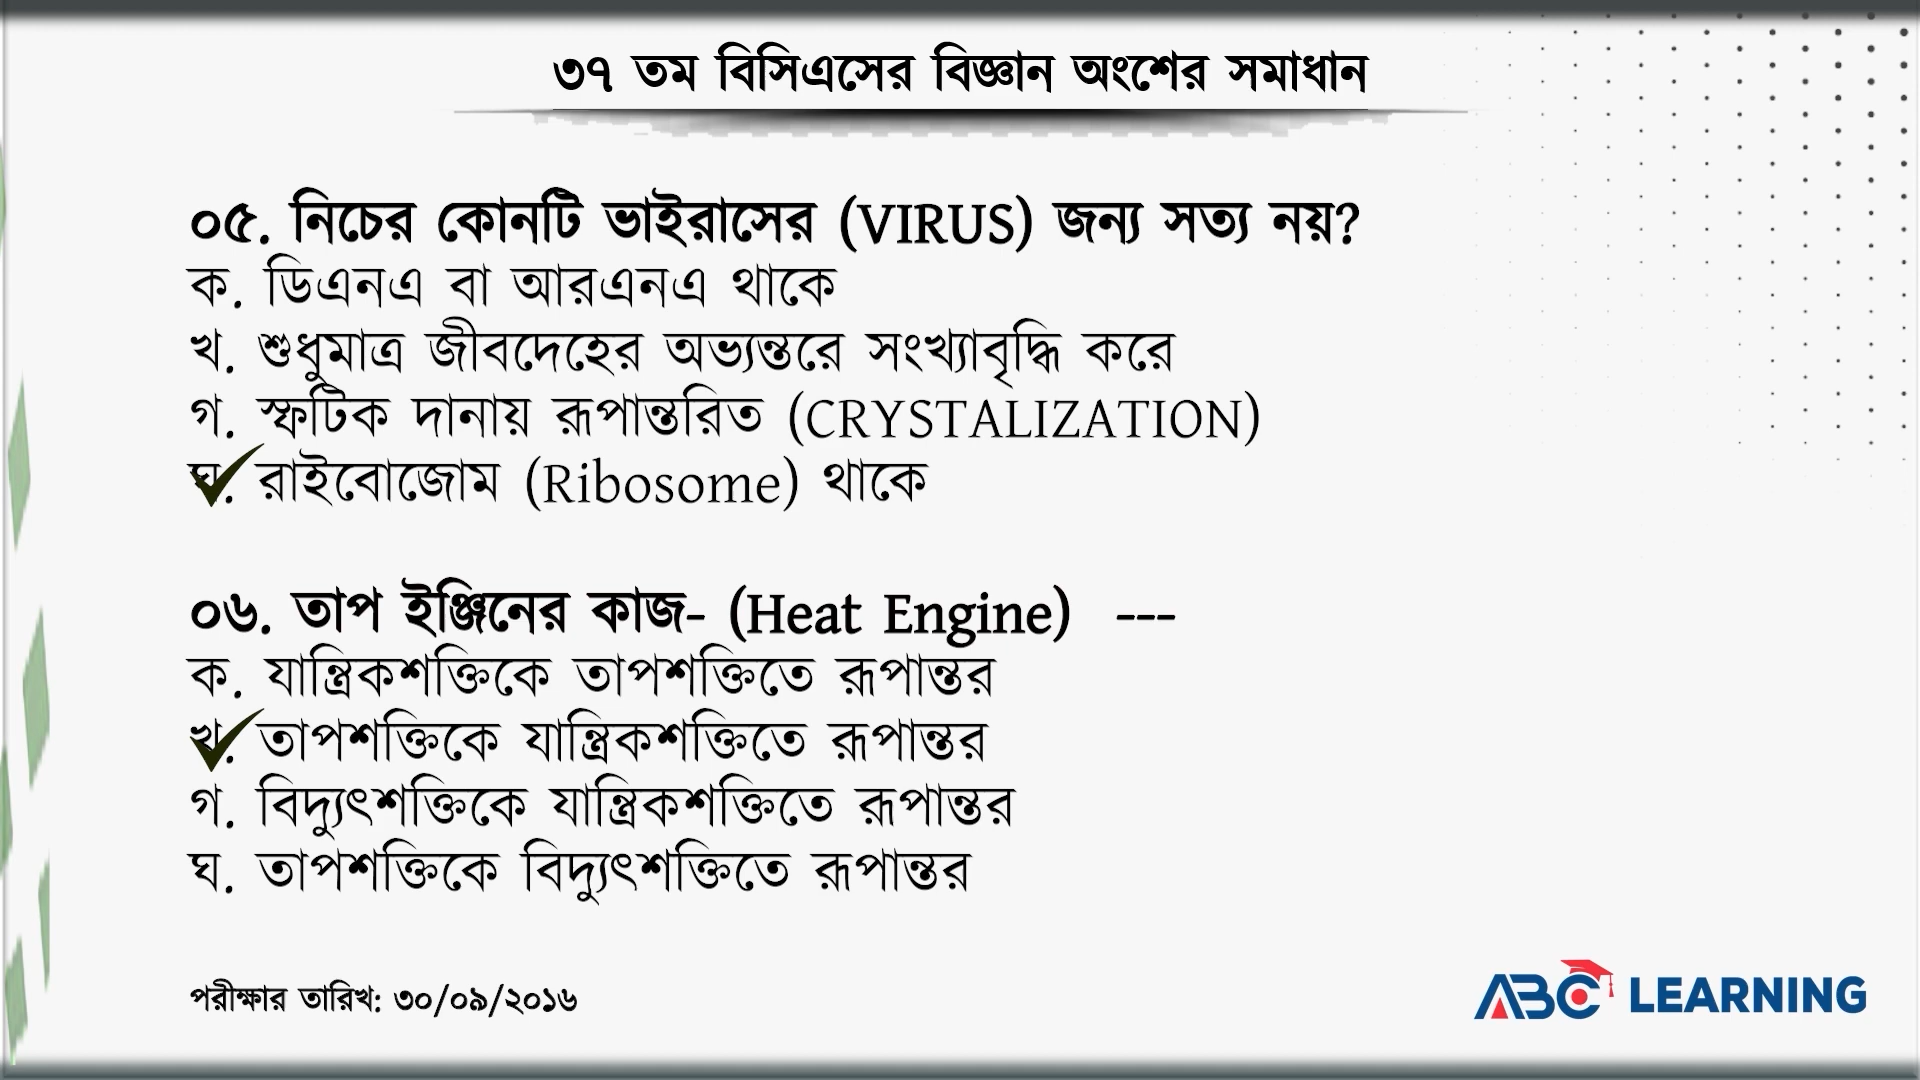 ৩৭ তম বিসিএসের বিজ্ঞান অংশের সমাধান
০৫. নিচের কোনটি ভাইরাসের (VIRUS) জন্য সত্য নয়?
ক. ডিএনএ বা আরএনএ থাকে
খ. শুধুমাত্র জীবদেহের অভ্যন্তরে সংখ্যাবৃদ্ধি করে
গ. স্ফটিক দানায় রূপান্তরিত (CRYSTALIZATION)
ঘ. রাইবোজোম (Ribosome) থাকে
০৬. তাপ ইঞ্জিনের কাজ- (Heat Engine) ---
ক. যান্ত্রিকশক্তিকে তাপশক্তিতে রূপান্তর
খ. তাপশক্তিকে যান্ত্রিকশক্তিতে রূপান্তর
গ. বিদ্যুৎশক্তিকে যান্ত্রিকশক্তিতে রূপান্তর
ঘ. তাপশক্তিকে বিদ্যুৎশক্তিতে রূপান্তর
পরীক্ষার তারিখ: ৩০/০৯/২০১৬
ABC LEARNING